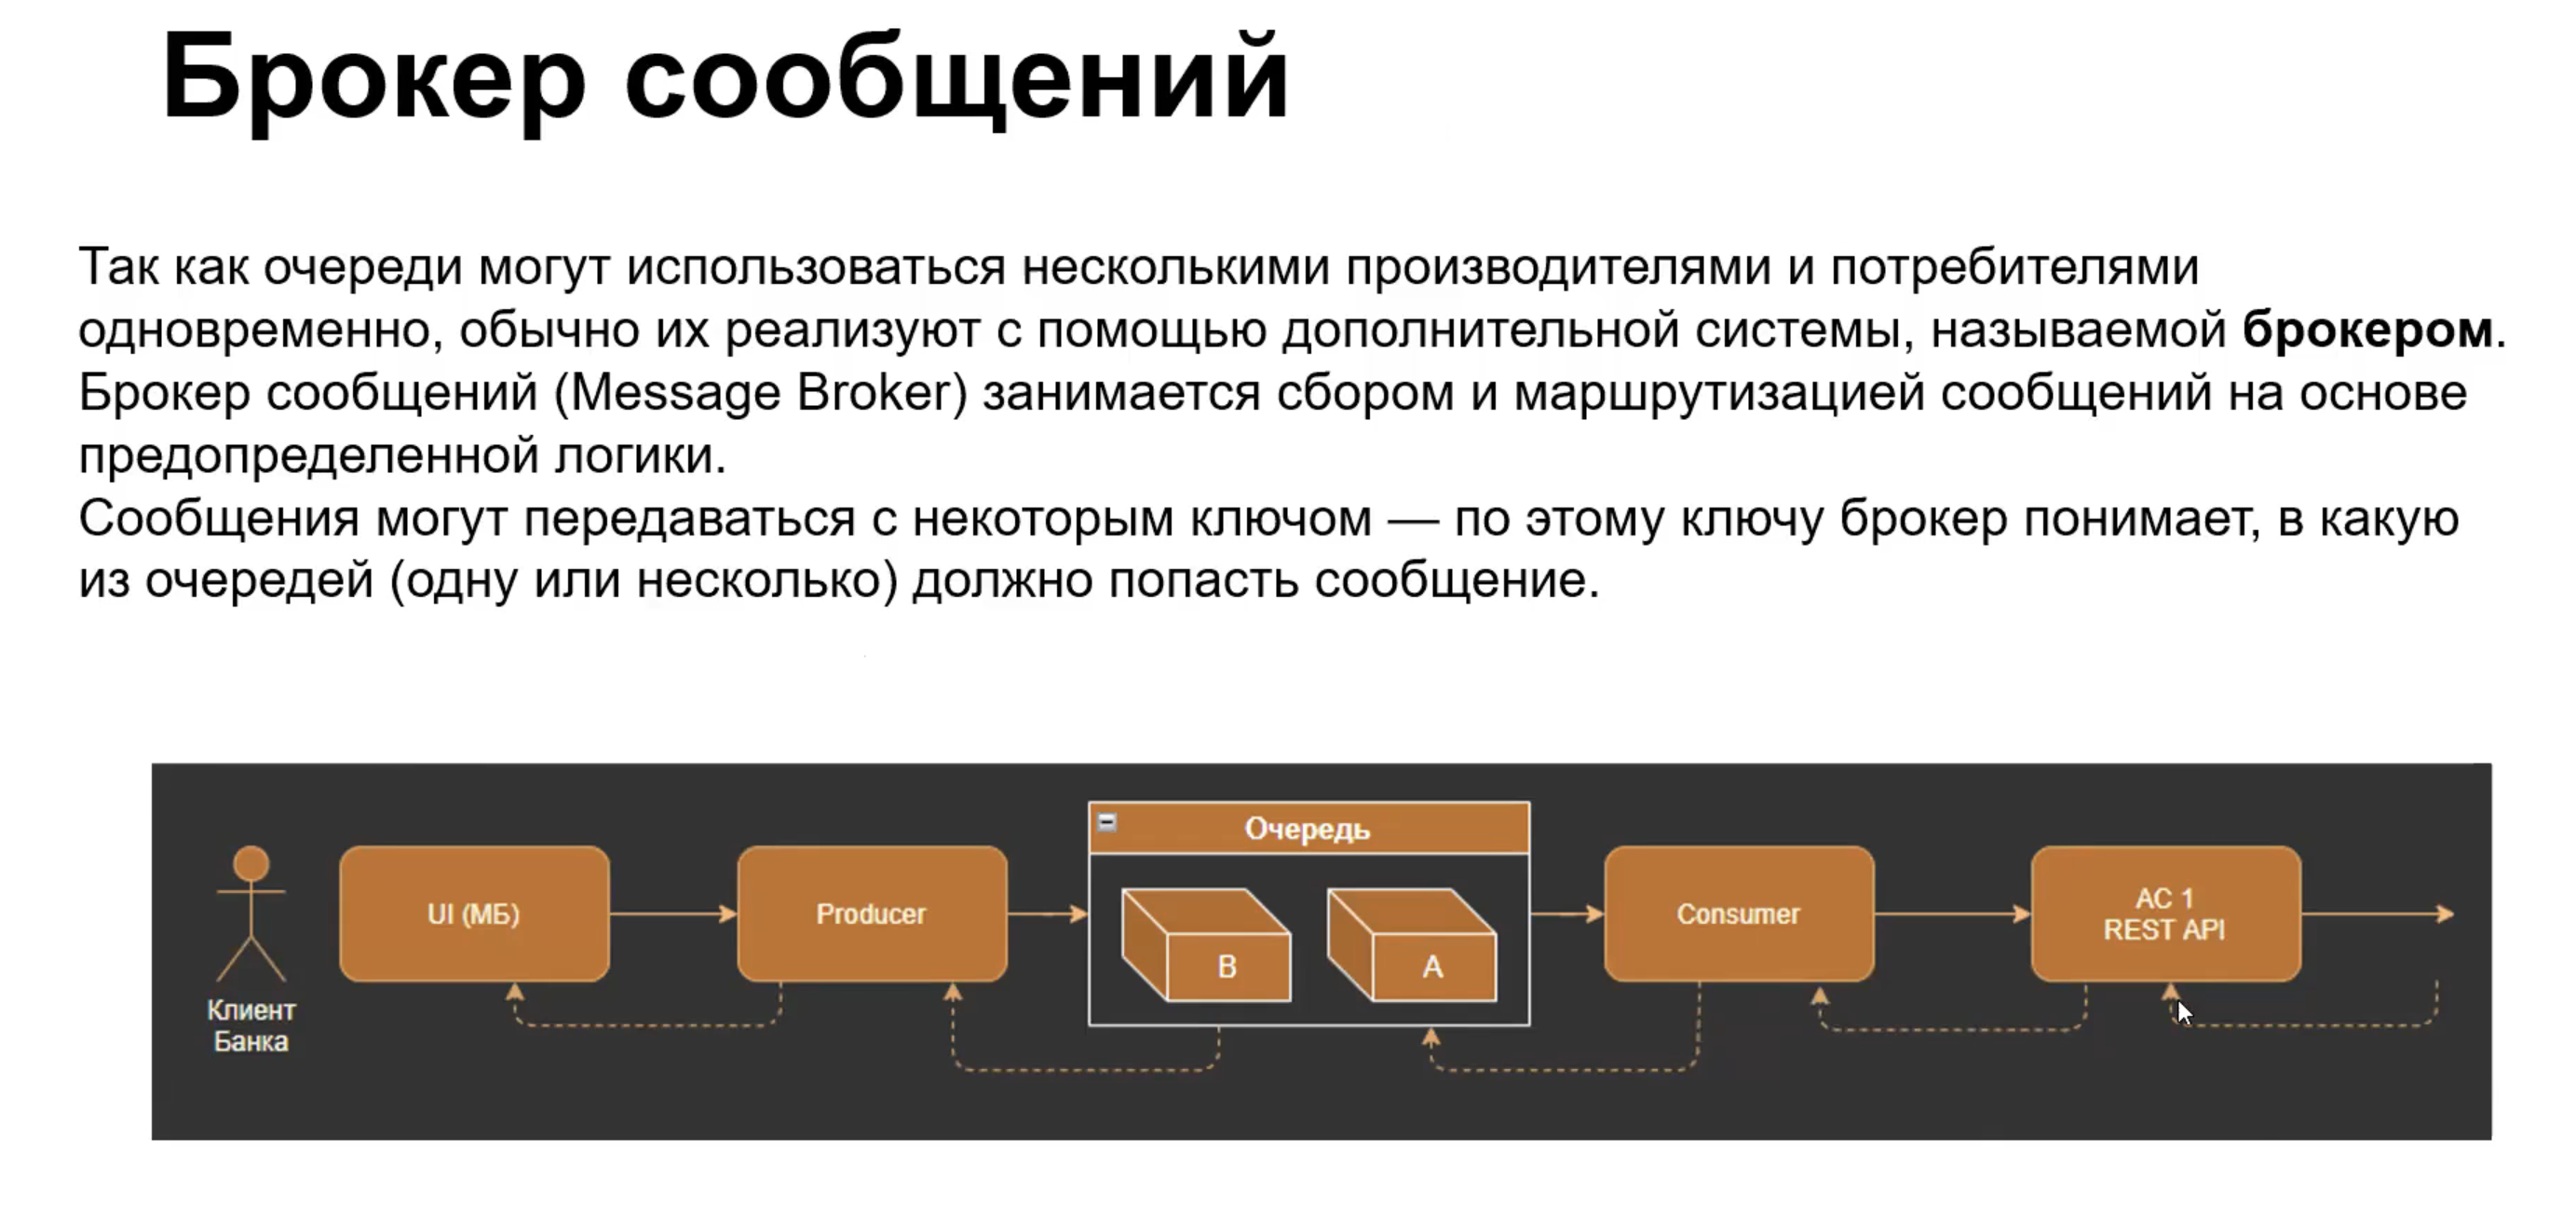 Брокер сообщений
Так как очереди могут использоваться несколькими производителями и потребителями
одновременно, обычно их реализуют с помощью дополнительной системы, называемой брокером.
Брокер сообщений (Message Broker) занимается сбором и маршрутизацией сообщений на основе
предопределенной логики.
Сообщения могут передаваться с некоторым ключом — по этому ключу брокер понимает, в какую
из очередей (одну или несколько) должно попасть сообщение.
Клиент
Банка
UI (МБ)
Producer
Очередь
B
A
Consumer
АС 1
REST API